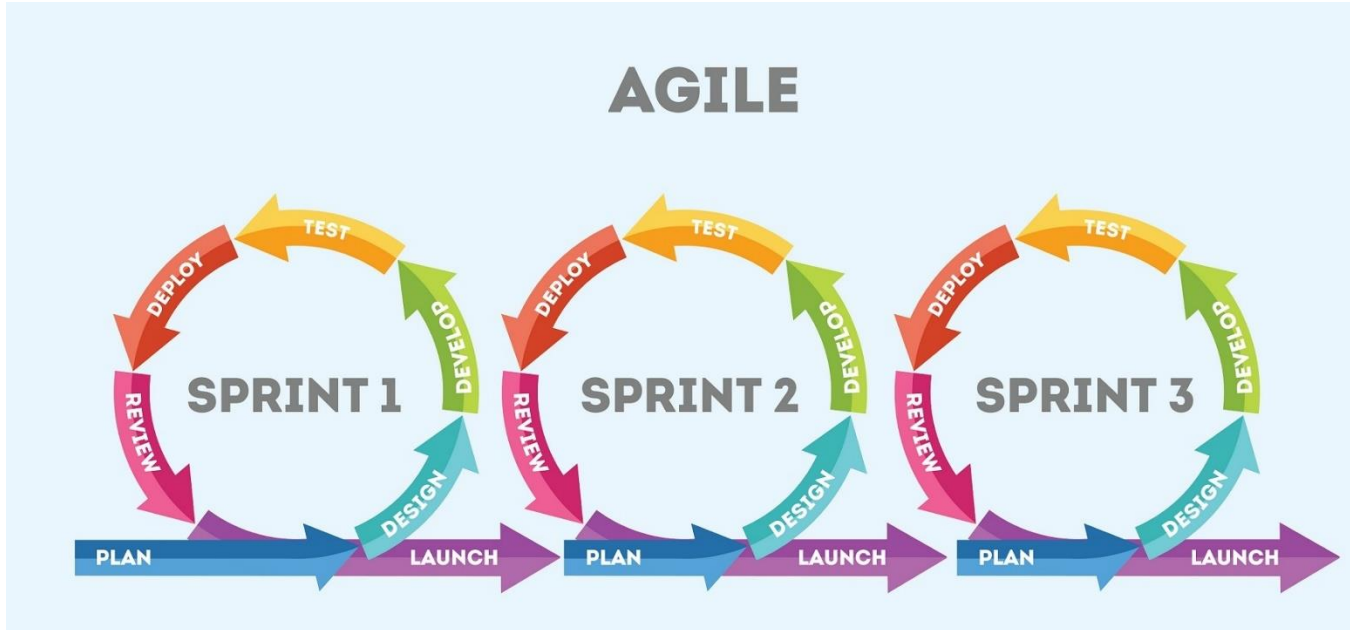 AGILE
SPRINT 1
PLAN
DESIGN
DEVELOP
TEST
DEPLOY
REVIEW
LAUNCH
SPRINT 2
PLAN
DESIGN
DEVELOP
TEST
DEPLOY
REVIEW
LAUNCH
SPRINT 3
PLAN
DESIGN
DEVELOP
TEST
DEPLOY
REVIEW
LAUNCH